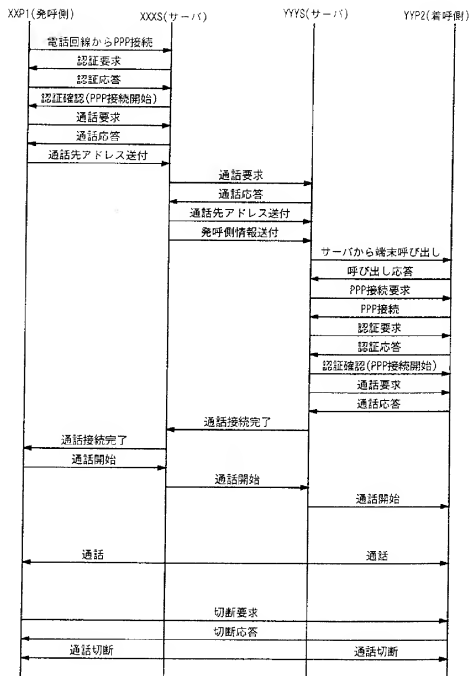 XXP1(発呼側)
XXXS(サーバ)
YYYS(サーバ)
YYP2(着呼側)
電話回線からPPP接続
認証要求
認証応答
認証確認(PPP接続開始)
通話要求
通話応答
通話先アドレス送付
通話要求
通話応答
通話先アドレス送付
発呼側情報送付
サーバから端末呼び出し
呼び出し応答
PPP接続要求
PPP接続
認証要求
認証応答
認証確認(PPP接続開始)
通話要求
通話応答
通話接続完了
通話接続完了
通話開始
通話開始
通話開始
通話
通話
切断要求
切断応答
通話切断
通話切断